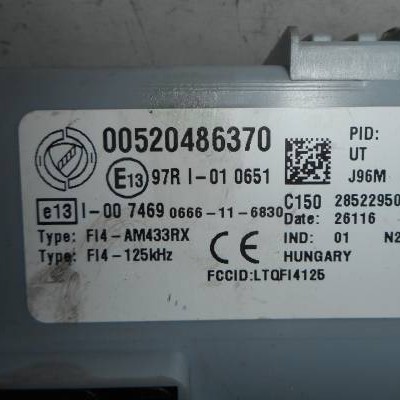 00520486370
E13 97R I-01 0651
e13 I-00 7469 0666-11-6830
Type: FI4-AM433RX
Type: FI4-125kHz
CE
FCCID:LTQFI4125
PID:
UT
J96M
C150 28522950
Date: 26116
IND: 01 N2
HUNGARY